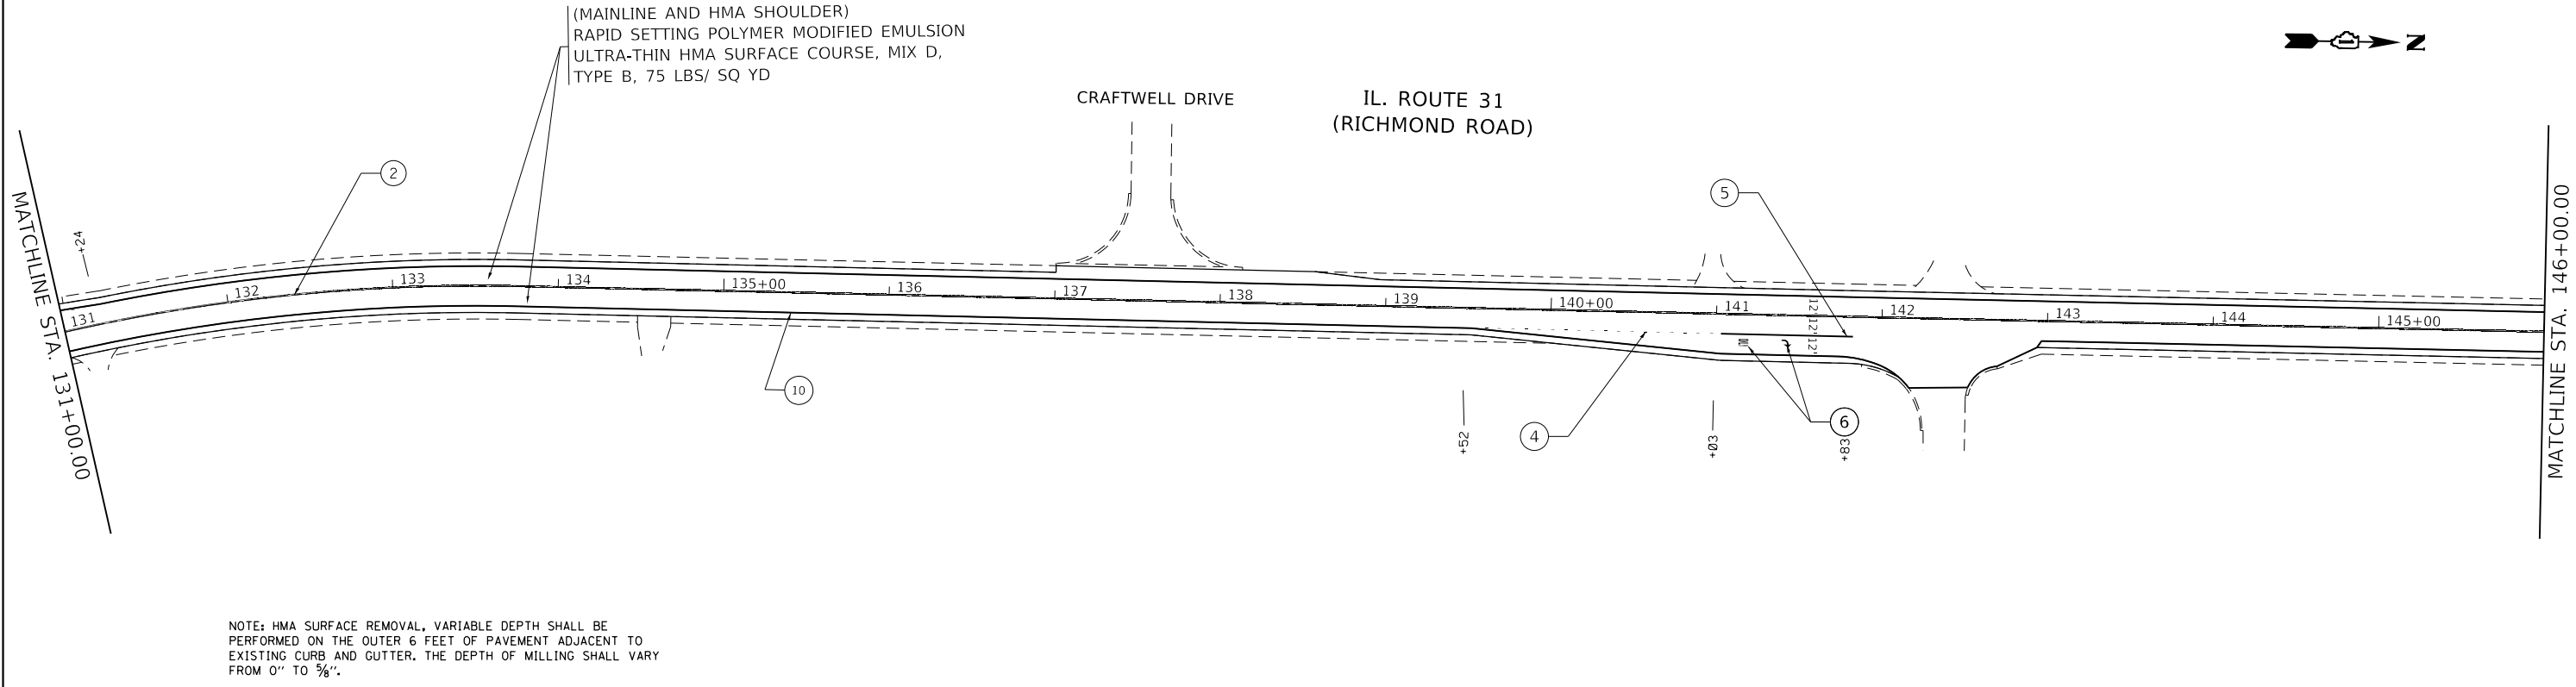 (MAINLINE AND HMA SHOULDER)
RAPID SETTING POLYMER MODIFIED EMULSION
ULTRA-THIN HMA SURFACE COURSE, MIX D,
TYPE B, 75 LBS/ SQ YD
N
CRAFTWELL DRIVE
IL. ROUTE 31
(RICHMOND ROAD)
2
5
MATCHLINE STA. 131+00.00
+24
131
132
133
134
135+00
136
137
138
139
140+00
141
142
143
144
145+00
12'
12'
12'
MATCHLINE STA. 146+00.00
10
+52
4
+03
6
+83
NOTE: HMA SURFACE REMOVAL, VARIABLE DEPTH SHALL BE
PERFORMED ON THE OUTER 6 FEET OF PAVEMENT ADJACENT TO
EXISTING CURB AND GUTTER. THE DEPTH OF MILLING SHALL VARY
FROM 0'' TO ⅝''.